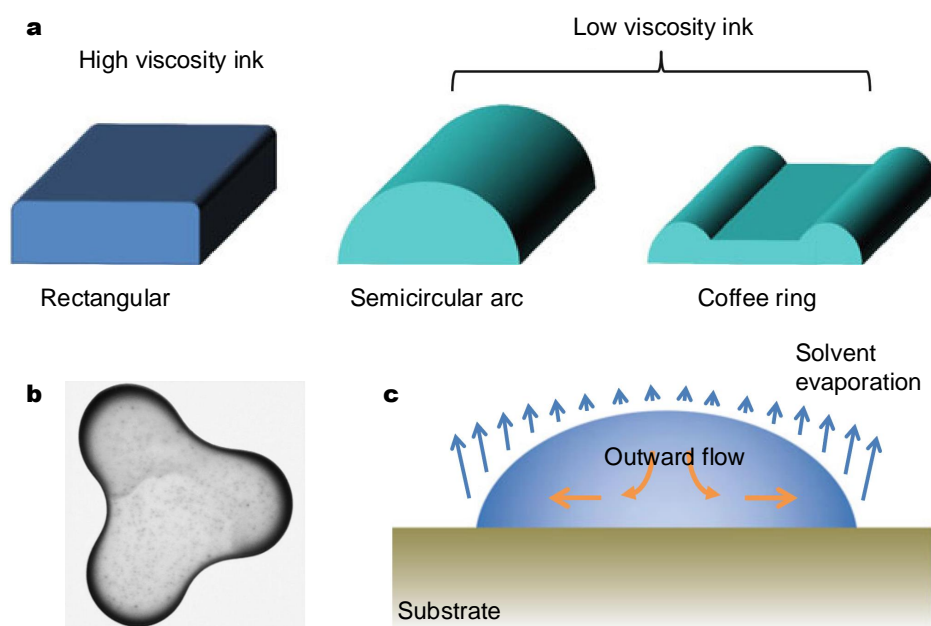 a
Low viscosity ink
High viscosity ink
Rectangular
Semicircular arc
Coffee ring
b
c
Solvent
evaporation
Outward flow
Substrate